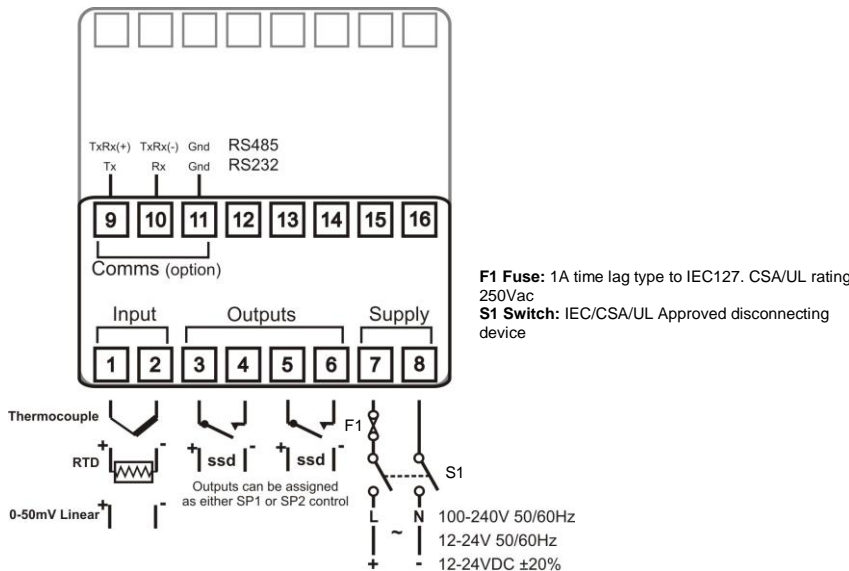 TxRx(+) TxRx(-) Gnd RS485
Tx Rx Gnd RS232
9 10 11 12 13 14 15 16
Comms (option)
Input Outputs Supply
1 2 3 4 5 6 7 8
F1 Fuse: 1A time lag type to IEC127. CSA/UL rating
250Vac
S1 Switch: IEC/CSA/UL Approved disconnecting
device
Thermocouple
F1
RTD + - + ssd - + ssd -
S1
Outputs can be assigned
as either SP1 or SP2 control
0-50mV Linear + -
L N 100-240V 50/60Hz
~ 12-24V 50/60Hz
+ - 12-24VDC ±20%